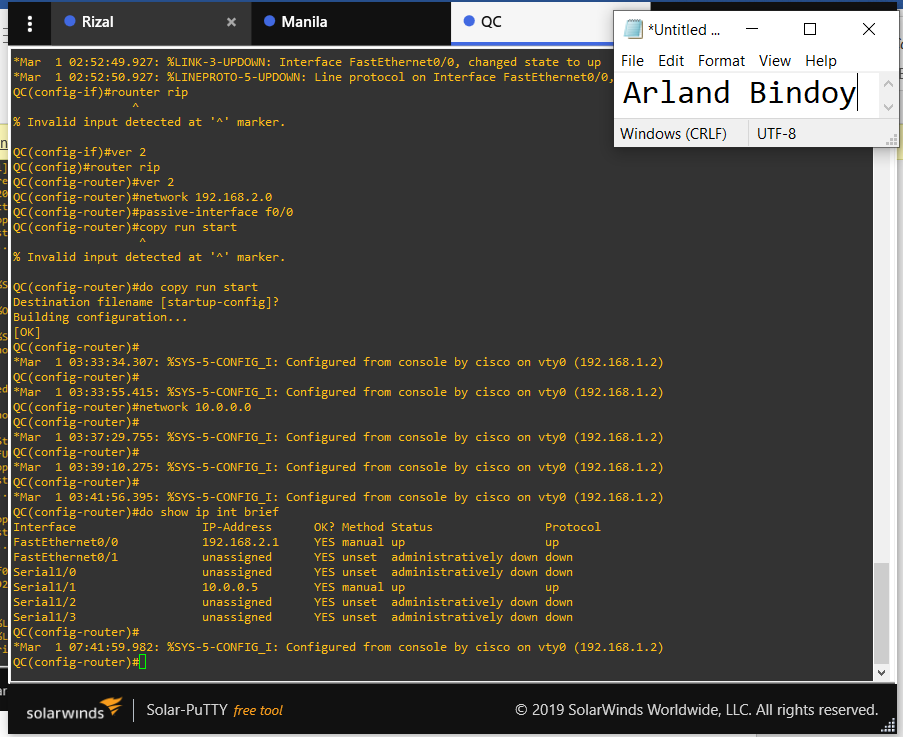 Rizal
Manila
QC
*Untitled ...
File Edit Format View Help
Arland Bindoy
Windows (CRLF) UTF-8
*Mar  1 02:52:49.927: %LINK-3-UPDOWN: Interface FastEthernet0/0, changed state to up
*Mar  1 02:52:50.927: %LINEPROTO-5-UPDOWN: Line protocol on Interface FastEthernet0/0,
QC(config-if)#rounter rip
^
% Invalid input detected at '^' marker.
QC(config-if)#ver 2
QC(config)#router rip
QC(config-router)#ver 2
QC(config-router)#network 192.168.2.0
QC(config-router)#passive-interface f0/0
QC(config-router)#copy run start
^
% Invalid input detected at '^' marker.
QC(config-router)#do copy run start
Destination filename [startup-config]?
Building configuration...
[OK]
QC(config-router)#
*Mar  1 03:33:34.307: %SYS-5-CONFIG_I: Configured from console by cisco on vty0 (192.168.1.2)
QC(config-router)#
*Mar  1 03:33:55.415: %SYS-5-CONFIG_I: Configured from console by cisco on vty0 (192.168.1.2)
QC(config-router)#network 10.0.0.0
QC(config-router)#
*Mar  1 03:37:29.755: %SYS-5-CONFIG_I: Configured from console by cisco on vty0 (192.168.1.2)
QC(config-router)#
*Mar  1 03:39:10.275: %SYS-5-CONFIG_I: Configured from console by cisco on vty0 (192.168.1.2)
QC(config-router)#
*Mar  1 03:41:56.395: %SYS-5-CONFIG_I: Configured from console by cisco on vty0 (192.168.1.2)
QC(config-router)#do show ip int brief
Interface IP-Address OK? Method Status Protocol
FastEthernet0/0 192.168.2.1 YES manual up up
FastEthernet0/1 unassigned YES unset administratively down down
Serial1/0 unassigned YES unset administratively down down
Serial1/1 10.0.0.5 YES manual up up
Serial1/2 unassigned YES unset administratively down down
Serial1/3 unassigned YES unset administratively down down
QC(config-router)#
*Mar  1 07:41:59.982: %SYS-5-CONFIG_I: Configured from console by cisco on vty0 (192.168.1.2)
QC(config-router)#
solarwinds Solar-PuTTY free tool © 2019 SolarWinds Worldwide, LLC. All rights reserved.